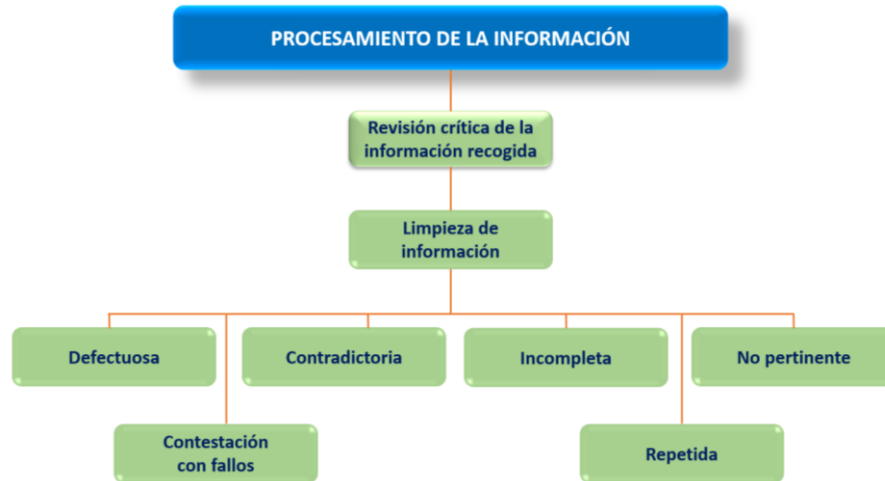 PROCESAMIENTO DE LA INFORMACIÓN
Revisión crítica de la
información recogida
Limpieza de
información
Defectuosa
Contradictoria
Incompleta
No pertinente
Contestación
con fallos
Repetida